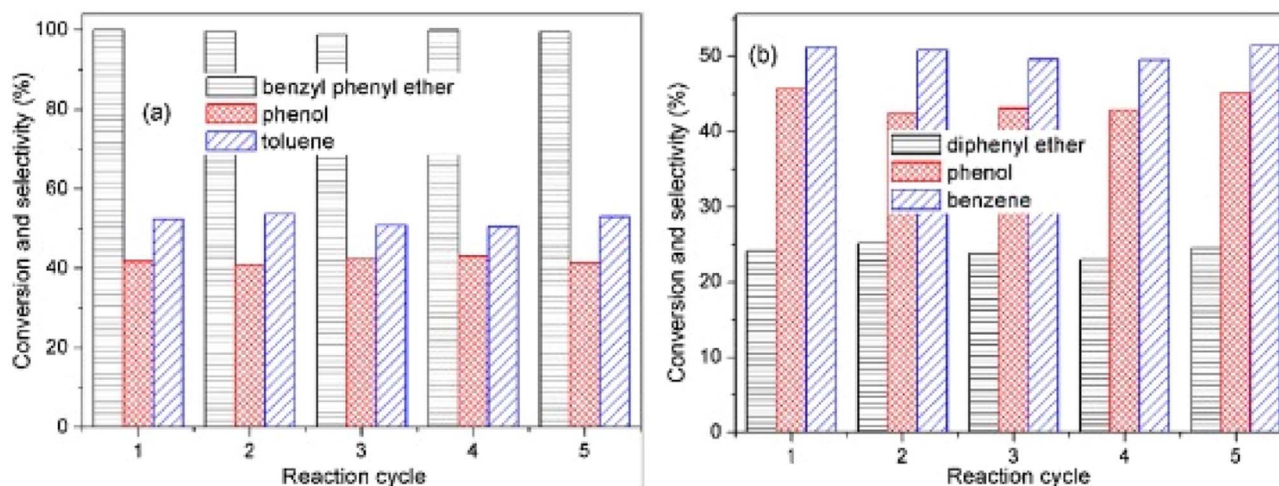 Conversion and selectivity (%)
100
80
60
40
20
0
(a)
benzyl phenyl ether
phenol
toluene
1 2 3 4 5
Reaction cycle
Conversion and selectivity (%)
50
40
30
20
10
0
(b)
diphenyl ether
phenol
benzene
1 2 3 4 5
Reaction cycle